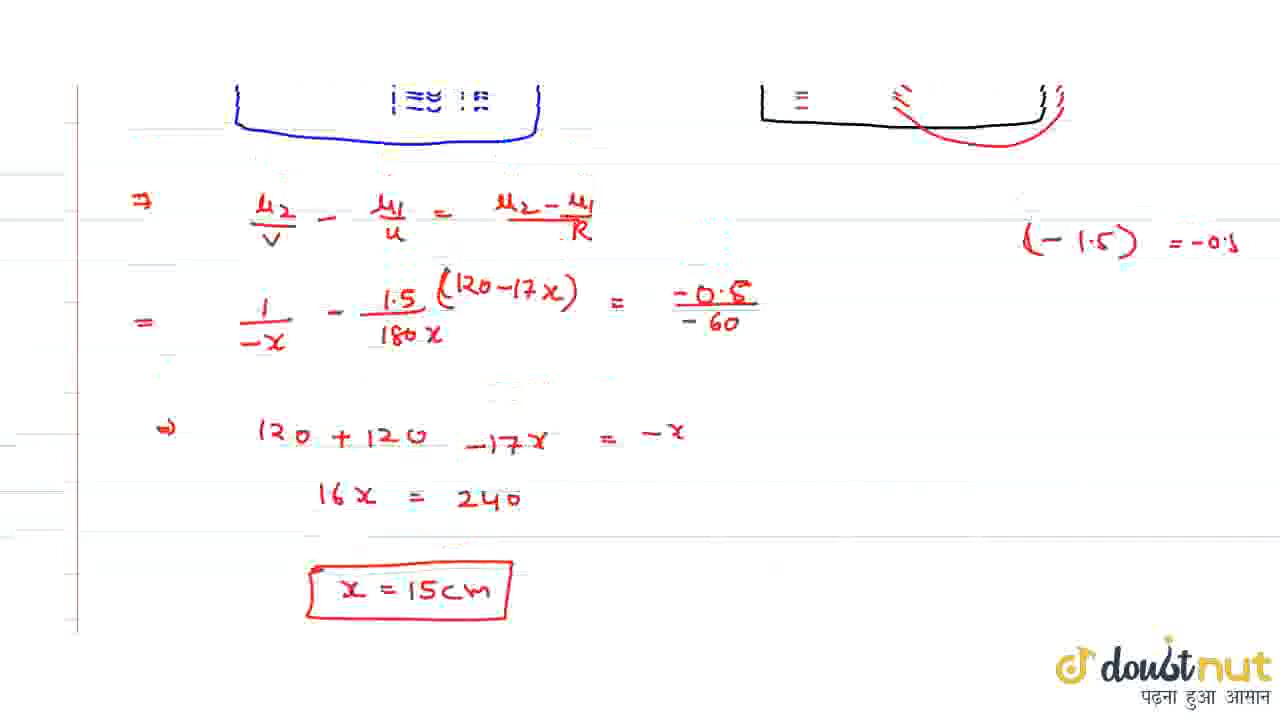 ⇒ μ2/v - μ1/u = μ2 - μ1/R
(-1.5) = -0.5
= 1/-x - 1.5/180x (120-17x) = -0.5/-60
⇒ 120 + 120 -17x = -x
16x = 240
x = 15cm
doubtnut
पढ़ना हुआ आसान